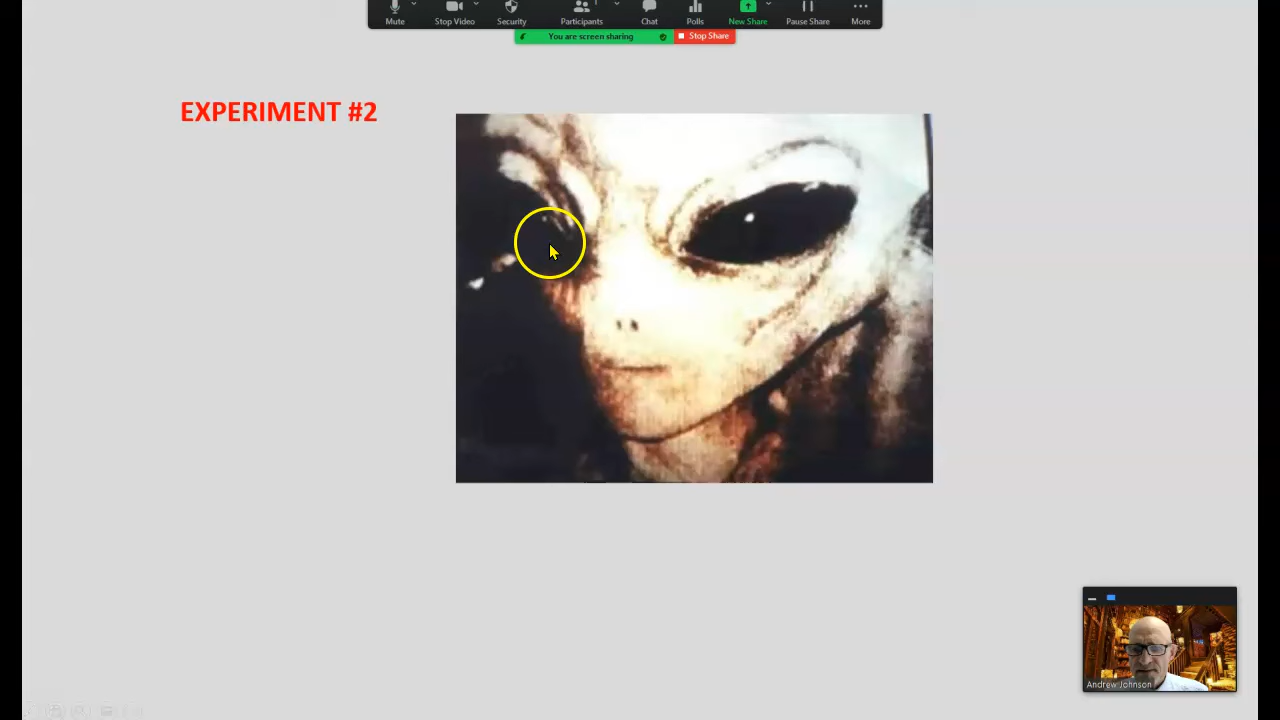 Mute Stop Video Security Participants Chat Polls New Share Pause Share More
You are screen sharing Stop Share
EXPERIMENT #2
Andrew Johnson